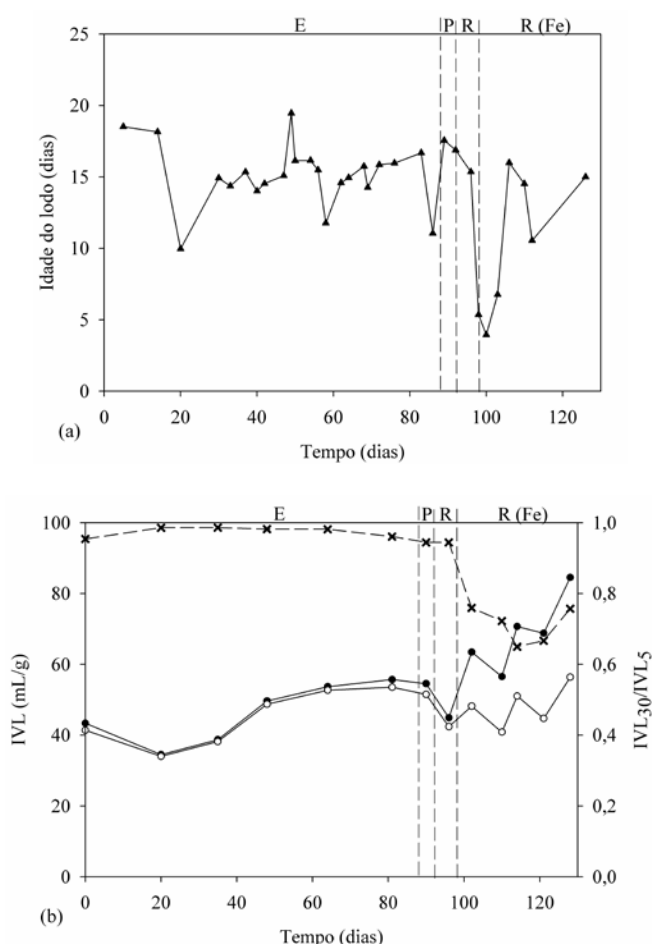 E P R R (Fe)
25
20
15
10
5
0
Idade do lodo (dias)
0 20 40 60 80 100 120
(a)
Tempo (dias)
E P R R (Fe)
100 1,0
80 0,8
60 0,6
40 0,4
20 0,2
0 0,0
IVL (mL/g)
IVL30/IVL5
0 20 40 60 80 100 120
(b)
Tempo (dias)